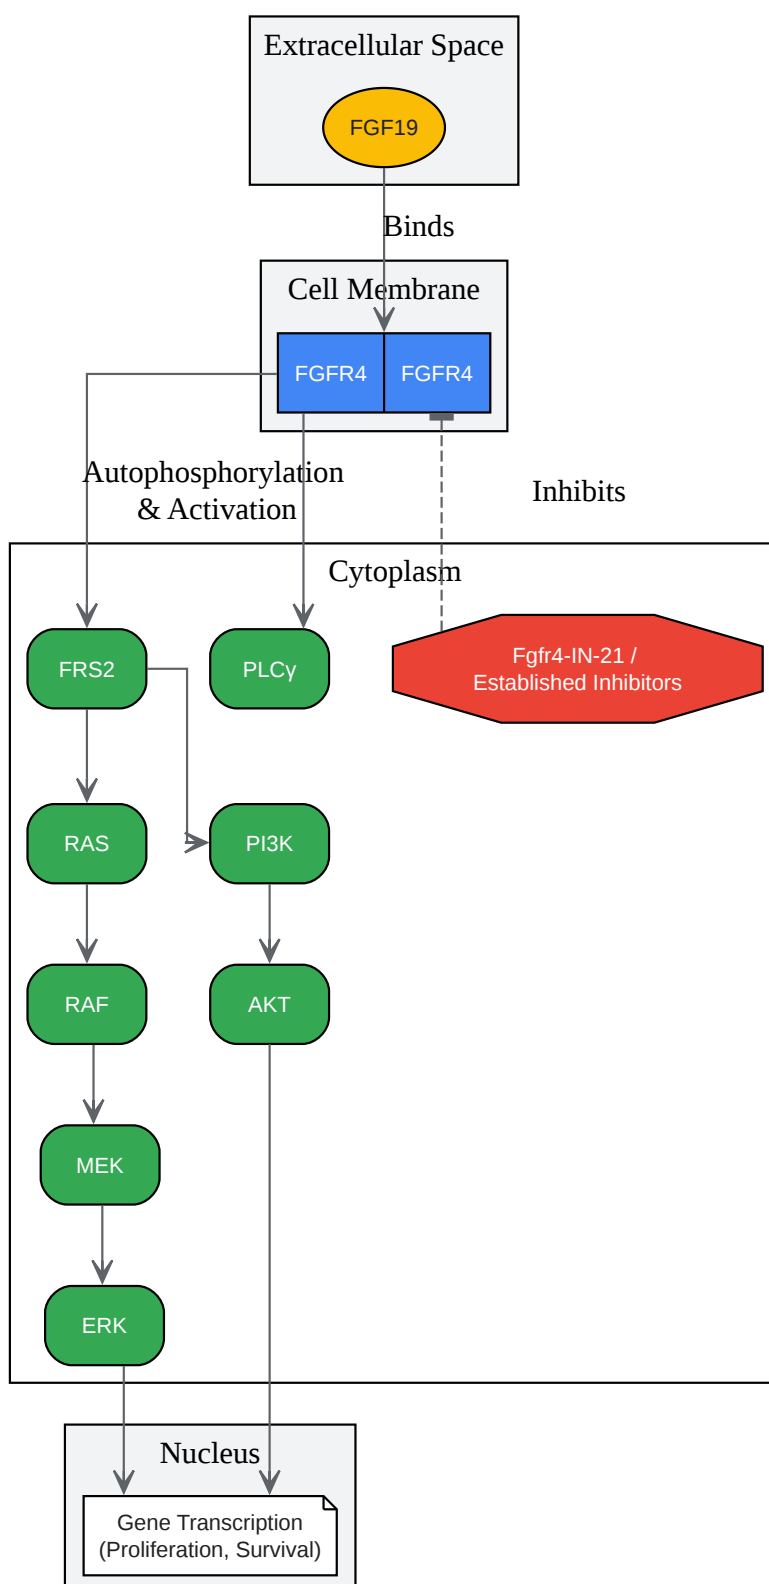 Extracellular Space
FGF19
Binds
Cell Membrane
FGFR4
FGFR4
Autophosphorylation
& Activation
Inhibits
Cytoplasm
FRS2
PLCγ
Fgfr4-IN-21 /
Established Inhibitors
RAS
PI3K
RAF
AKT
MEK
ERK
Nucleus
Gene Transcription
(Proliferation, Survival)